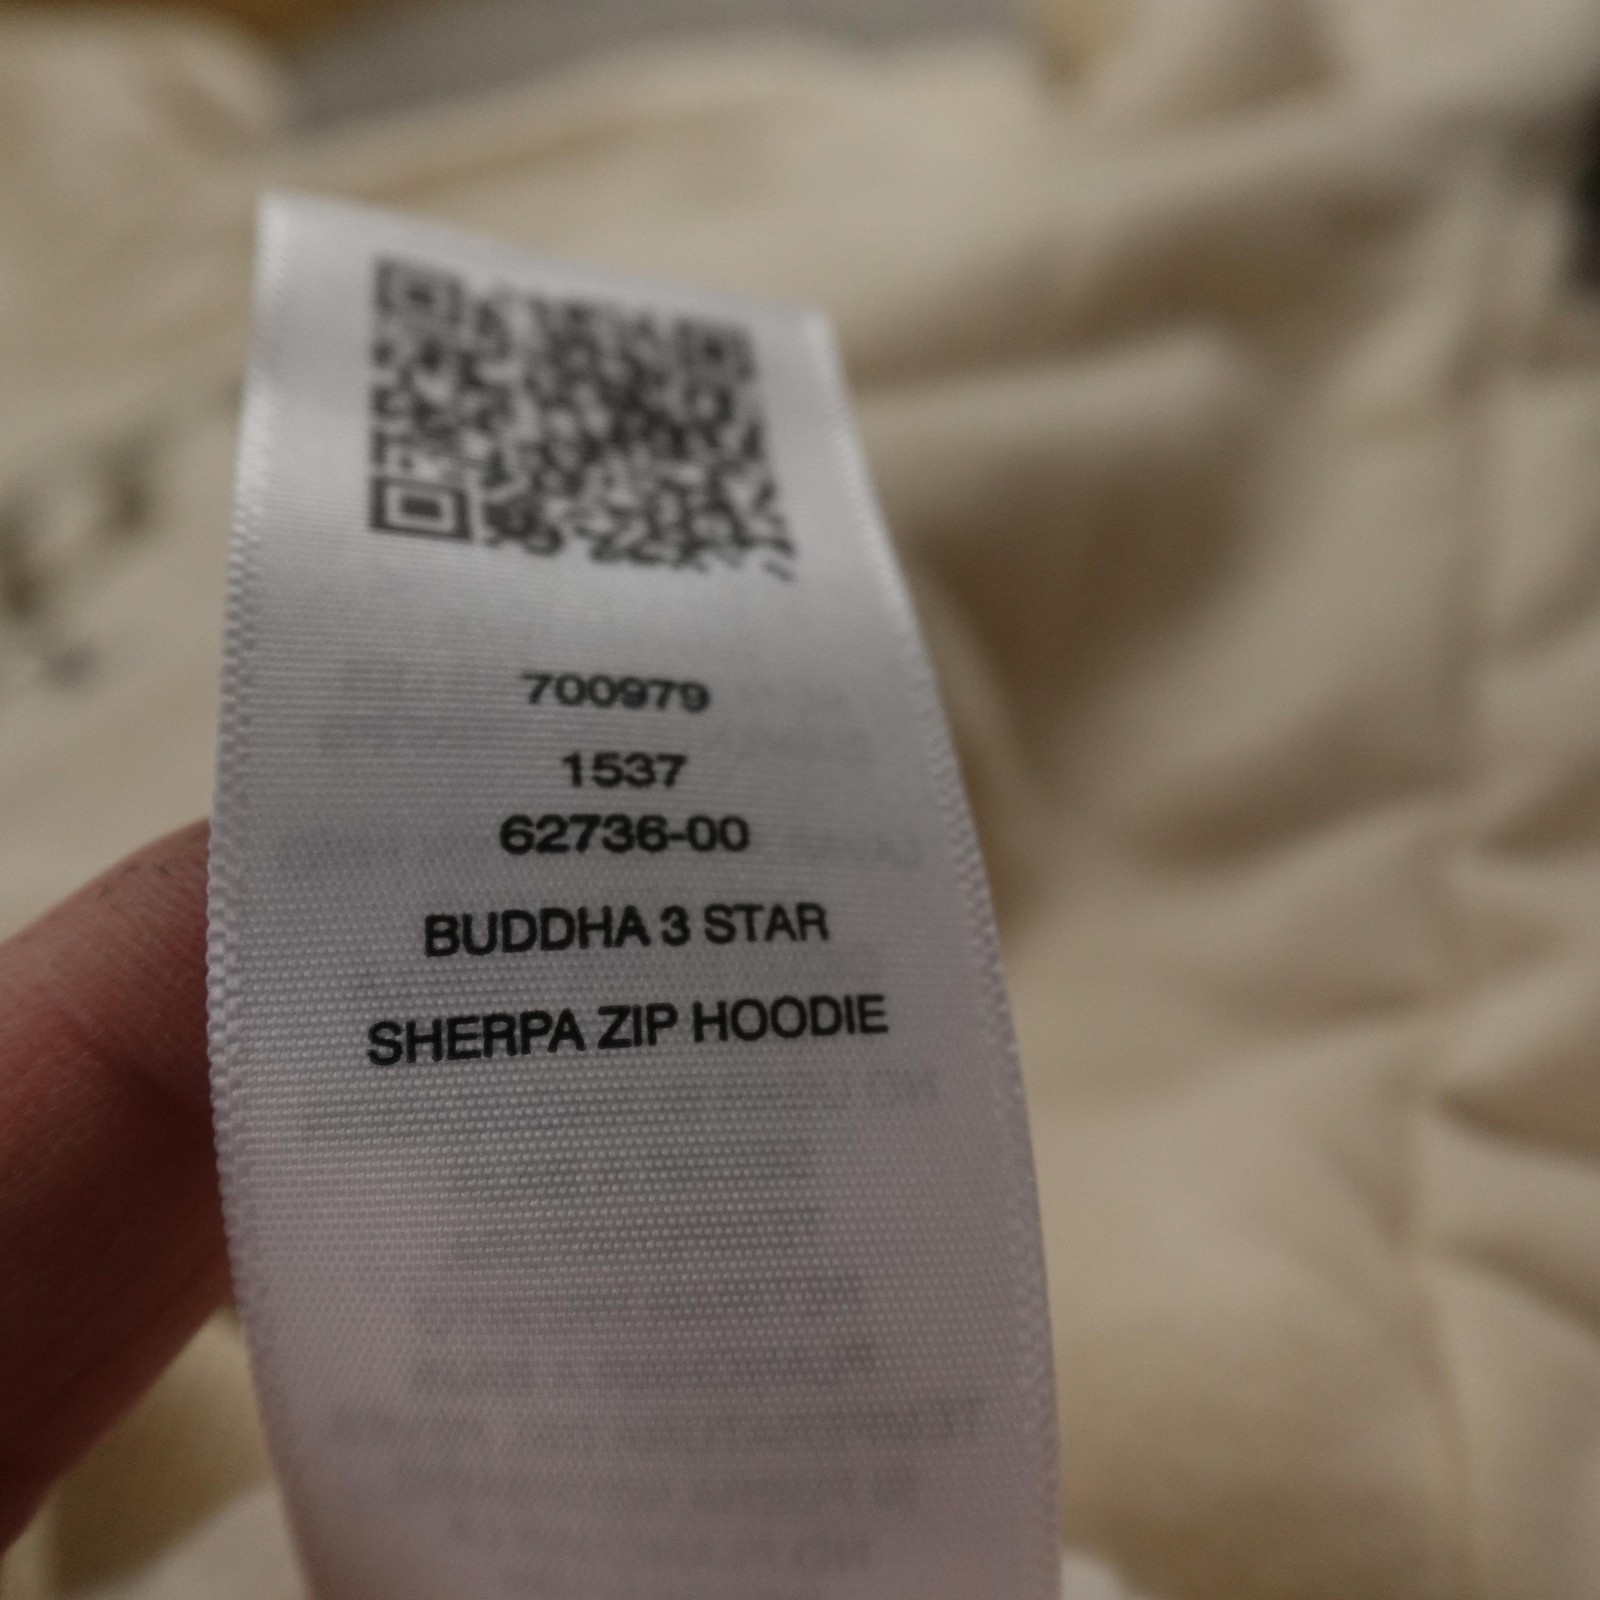 700979
1537
62736-00
BUDDHA 3 STAR
SHERPA ZIP HOODIE